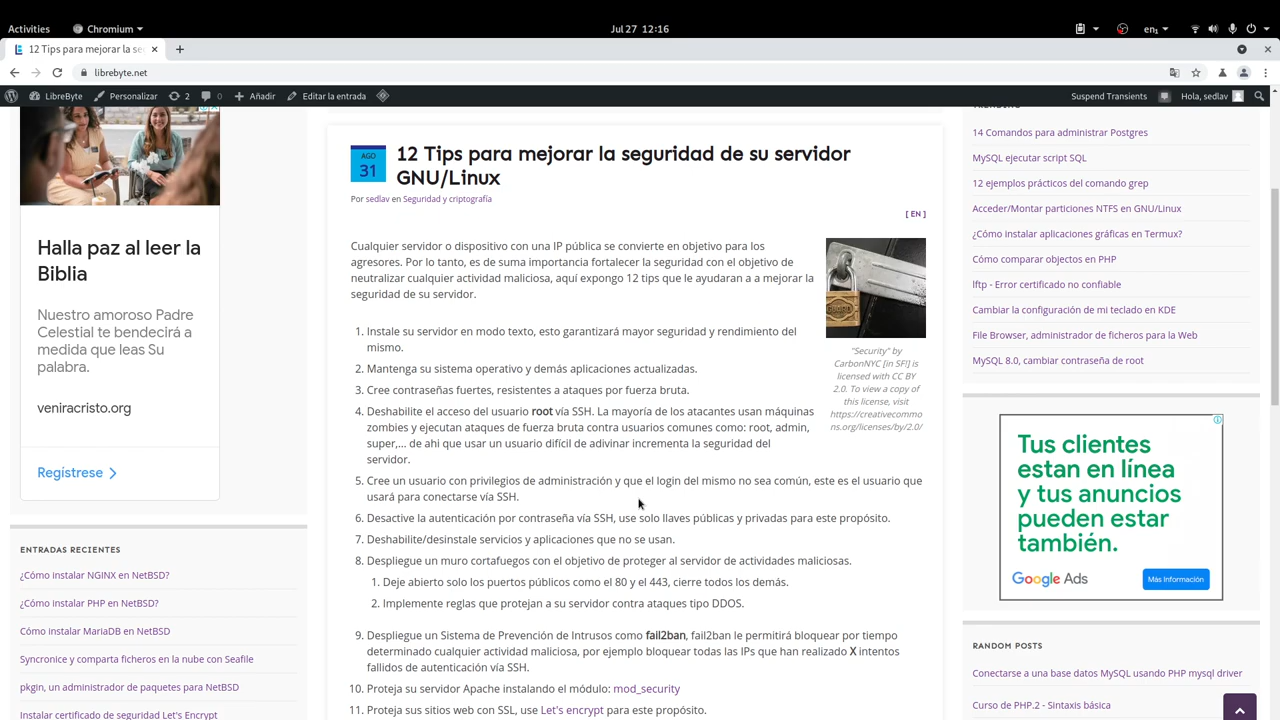 Activities
Chromium
Jul 27 12:16
en₁
12 Tips para mejorar la se
librebyte.net
LibreByte
Personalizar
2
0
Añadir
Editar la entrada
Suspend Transients
Hola, sedlav
Halla paz al leer la
Biblia
Nuestro amoroso Padre
Celestial te bendecirá a
medida que leas Su
palabra.
veniracristo.org
Regístrese
ENTRADAS RECIENTES
¿Cómo instalar NGINX en NetBSD?
¿Cómo instalar PHP en NetBSD?
Cómo instalar MariaDB en NetBSD
Syncronice y comparta ficheros en la nube con Seafile
pkgin, un administrador de paquetes para NetBSD
Instalar certificado de seguridad Let's Encrypt
AGO
31
12 Tips para mejorar la seguridad de su servidor
GNU/Linux
Por sedlav en Seguridad y criptografía
[ EN ]
Cualquier servidor o dispositivo con una IP pública se convierte en objetivo para los
agresores. Por lo tanto, es de suma importancia fortalecer la seguridad con el objetivo de
neutralizar cualquier actividad maliciosa, aquí expongo 12 tips que le ayudaran a a mejorar la
seguridad de su servidor.
"Security" by
CarbonNYC [in SF!] is
licensed with CC BY
2.0. To view a copy of
this license, visit
https://creativecommo
ns.org/licenses/by/2.0/
1. Instale su servidor en modo texto, esto garantizará mayor seguridad y rendimiento del
mismo.
2. Mantenga su sistema operativo y demás aplicaciones actualizadas.
3. Cree contraseñas fuertes, resistentes a ataques por fuerza bruta.
4. Deshabilite el acceso del usuario root vía SSH. La mayoría de los atacantes usan máquinas
zombies y ejecutan ataques de fuerza bruta contra usuarios comunes como: root, admin,
super,... de ahi que usar un usuario difícil de adivinar incrementa la seguridad del
servidor.
5. Cree un usuario con privilegios de administración y que el login del mismo no sea común, este es el usuario que
usará para conectarse vía SSH.
6. Desactive la autenticación por contraseña vía SSH, use solo llaves públicas y privadas para este propósito.
7. Deshabilite/desinstale servicios y aplicaciones que no se usan.
8. Despliegue un muro cortafuegos con el objetivo de proteger al servidor de actividades maliciosas.
1. Deje abierto solo los puertos públicos como el 80 y el 443, cierre todos los demás.
2. Implemente reglas que protejan a su servidor contra ataques tipo DDOS.
9. Despliegue un Sistema de Prevención de Intrusos como fail2ban, fail2ban le permitirá bloquear por tiempo
determinado cualquier actividad maliciosa, por ejemplo bloquear todas las IPs que han realizado X intentos
fallidos de autenticación vía SSH.
10. Proteja su servidor Apache instalando el módulo: mod_security
11. Proteja sus sitios web con SSL, use Let's encrypt para este propósito.
14 Comandos para administrar Postgres
MySQL ejecutar script SQL
12 ejemplos prácticos del comando grep
Acceder/Montar particiones NTFS en GNU/Linux
¿Cómo instalar aplicaciones gráficas en Termux?
Cómo comparar objectos en PHP
lftp - Error certificado no confiable
Cambiar la configuración de mi teclado en KDE
File Browser, administrador de ficheros para la Web
MySQL 8.0, cambiar contraseña de root
Tus clientes
estan en línea
y tus anuncios
pueden estar
también.
Google Ads
Más información
RANDOM POSTS
Conectarse a una base datos MySQL usando PHP mysql driver
Curso de PHP.2 - Sintaxis básica